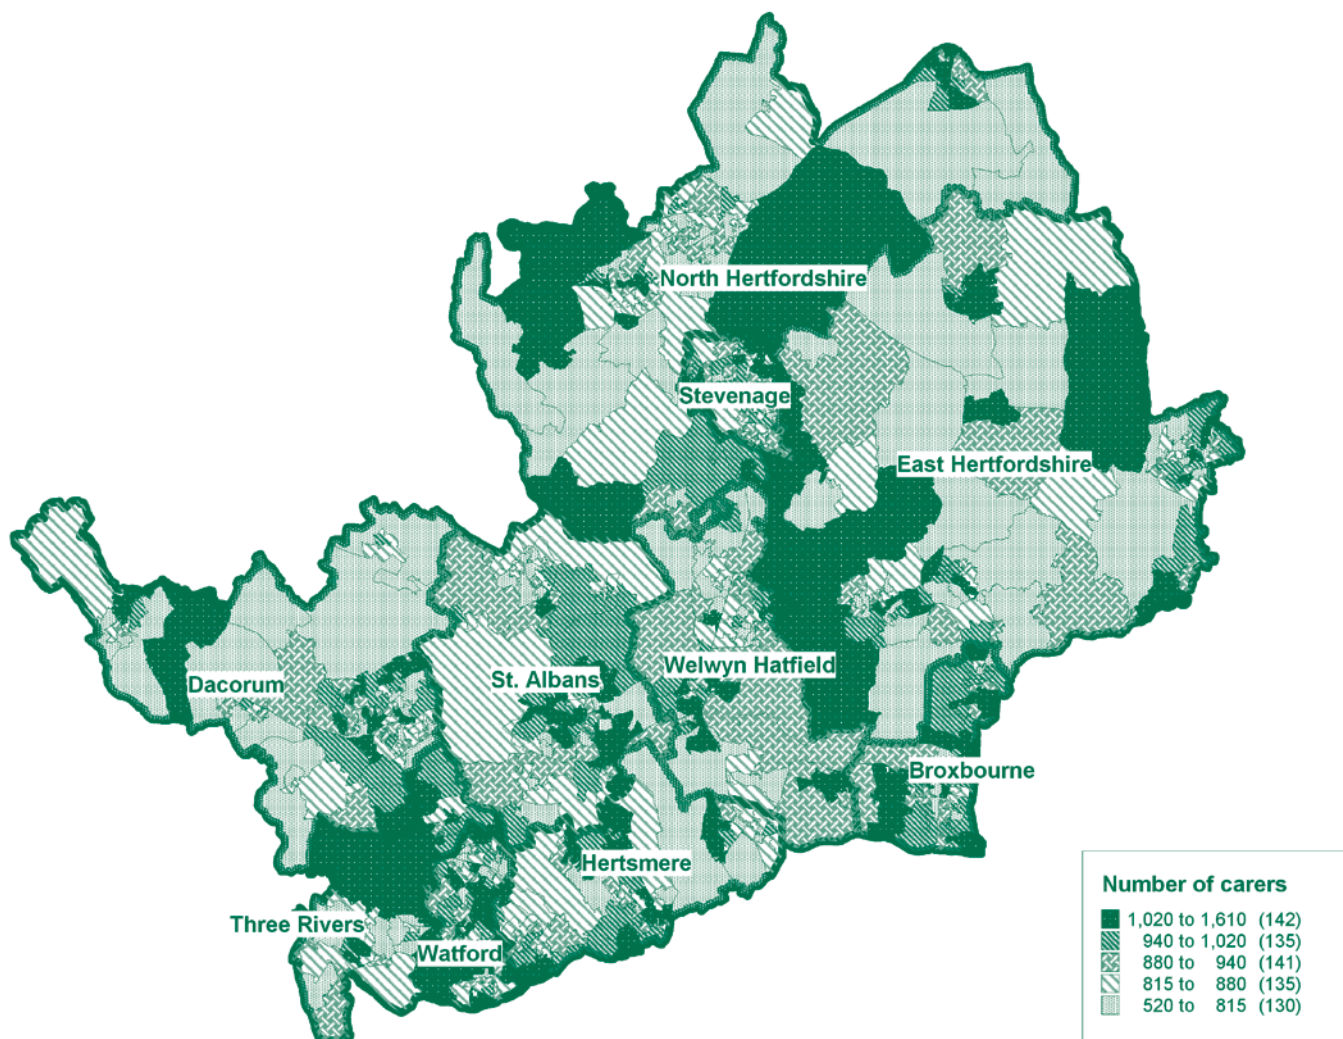 North Hertfordshire
Stevenage
East Hertfordshire
Welwyn Hatfield
St. Albans
Dacorum
Broxbourne
Hertsmere
Three Rivers
Watford
Number of carers
1,020 to 1,610 (142)
940 to 1,020 (135)
880 to 940 (141)
815 to 880 (135)
520 to 815 (130)